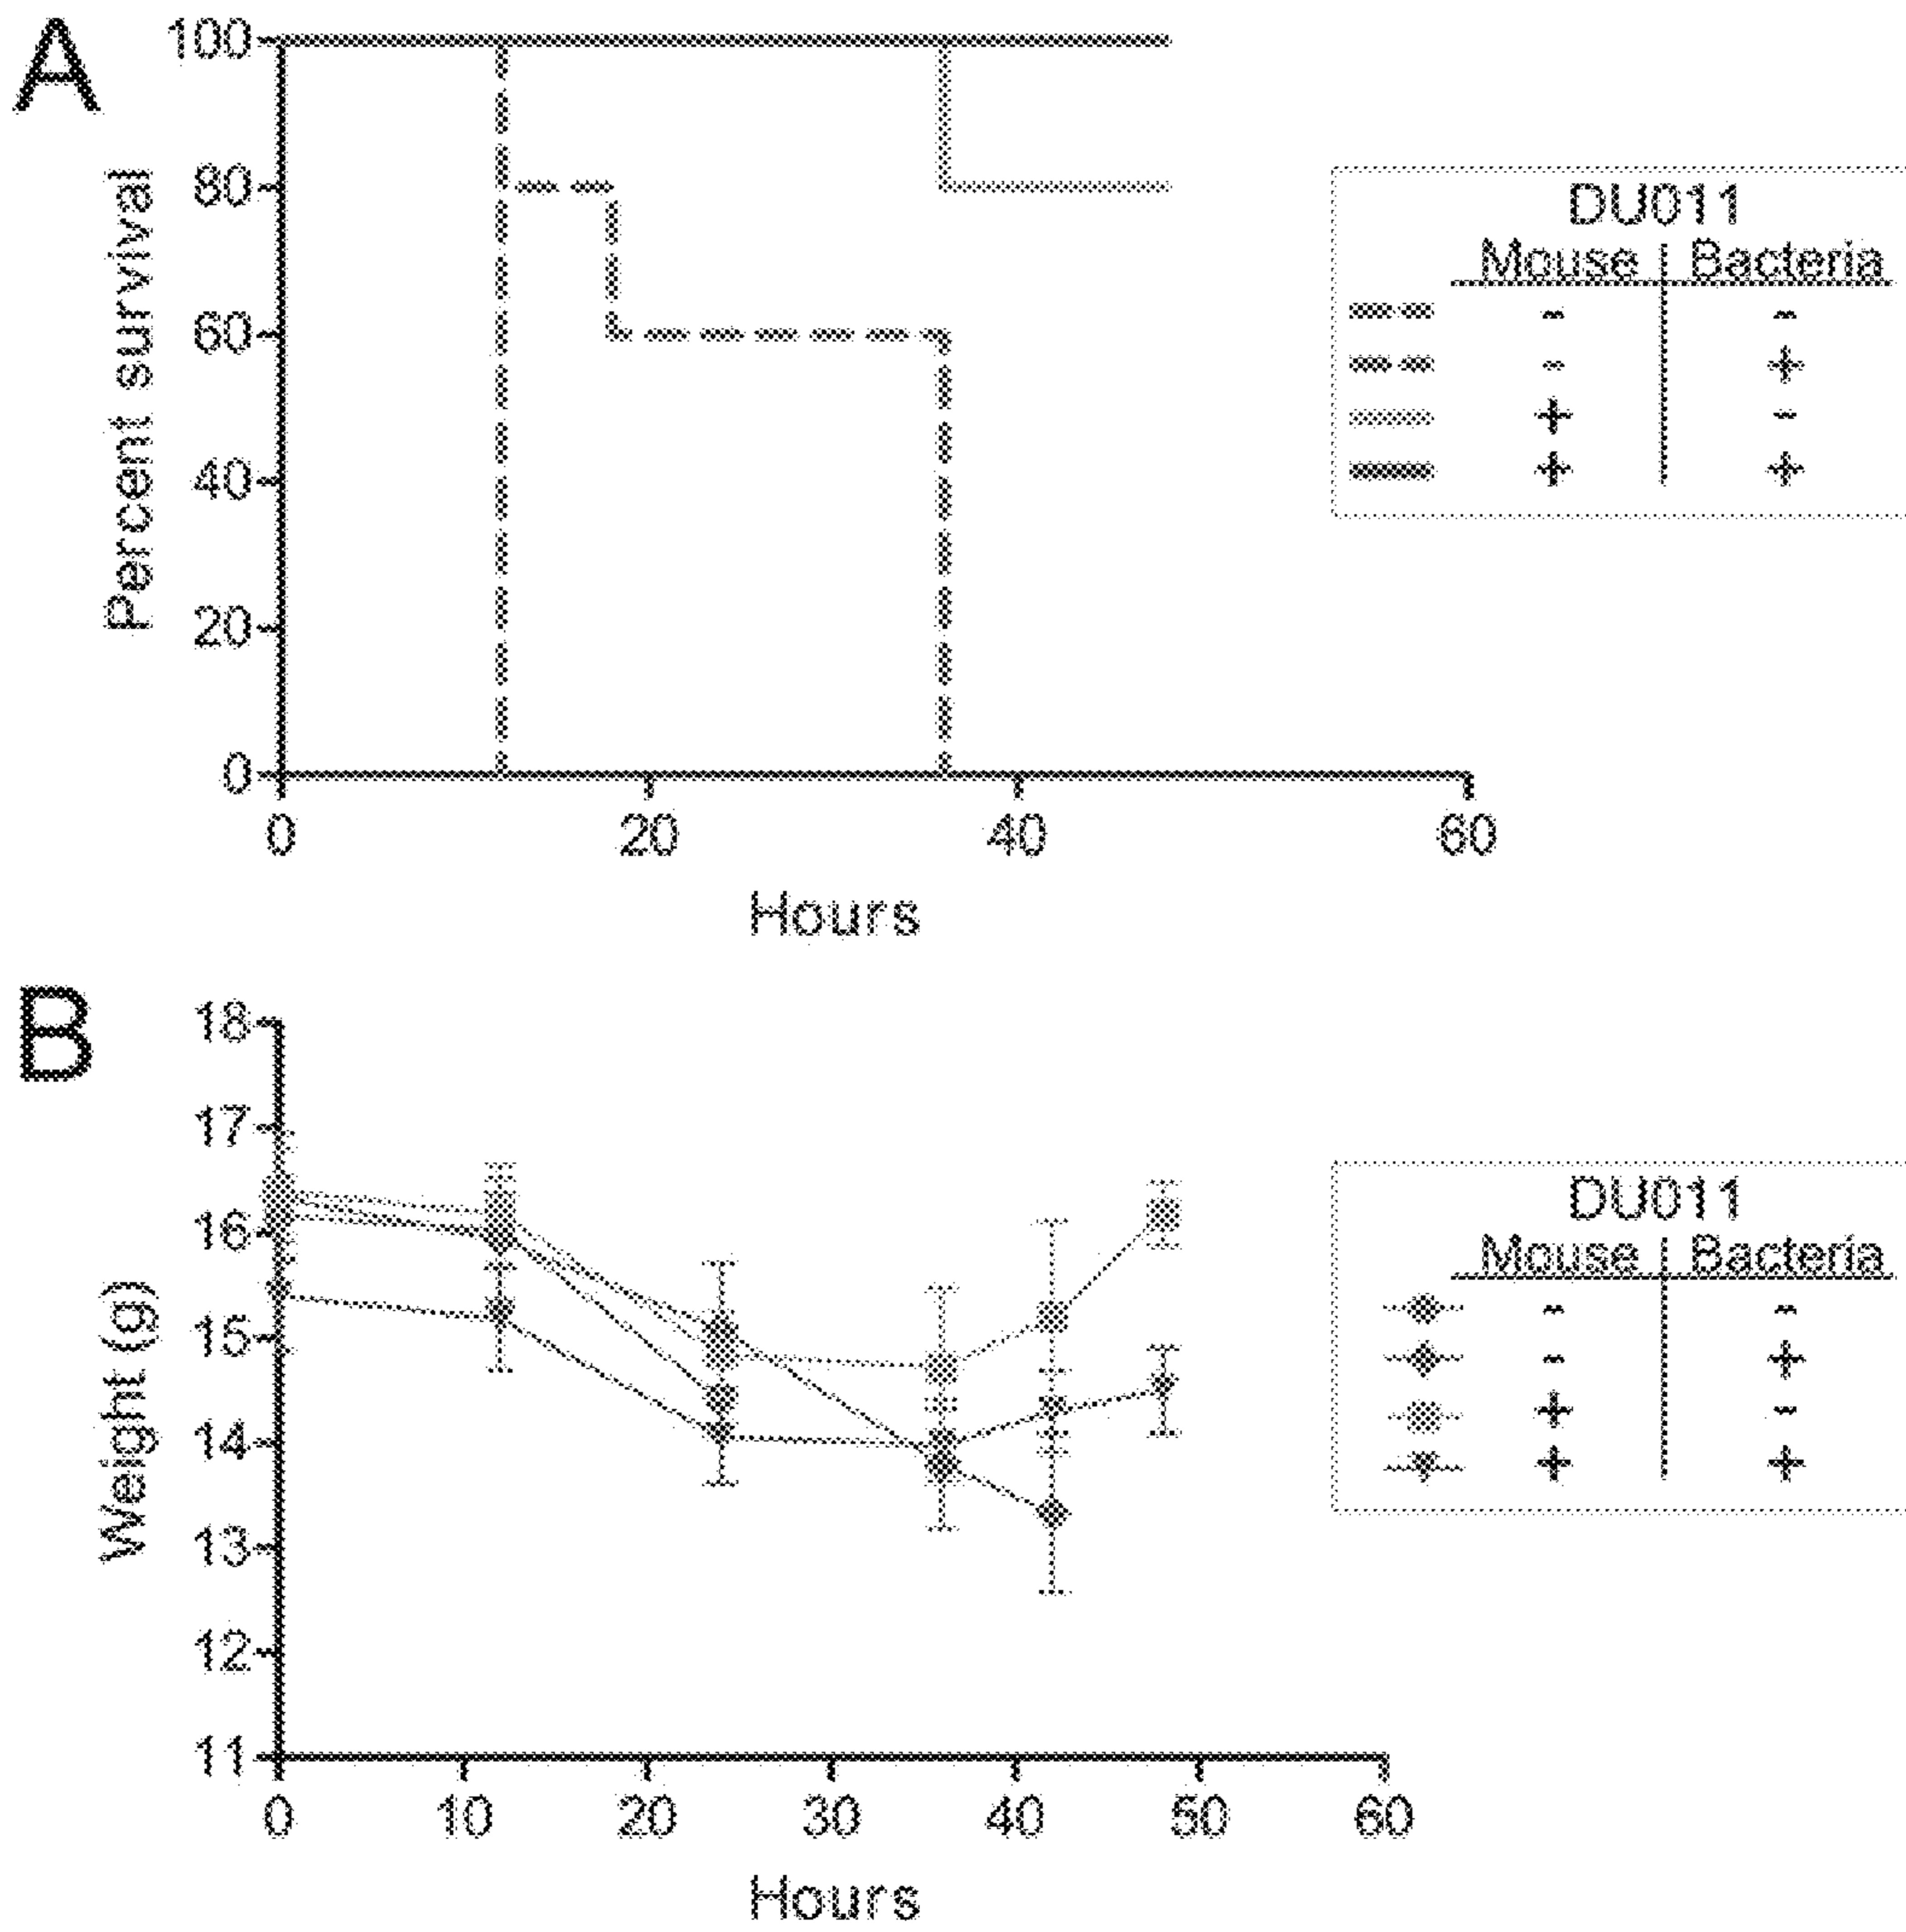 A
100
80
60
40
20
0
Percent survival
0 20 40 60
Hours
DU011
Mouse Bacteria
- -
- +
+ -
+ +
B
18
17
16
15
14
13
12
11
Weight (g)
0 10 20 30 40 50 60
Hours
DU011
Mouse Bacteria
- -
- +
+ -
+ +